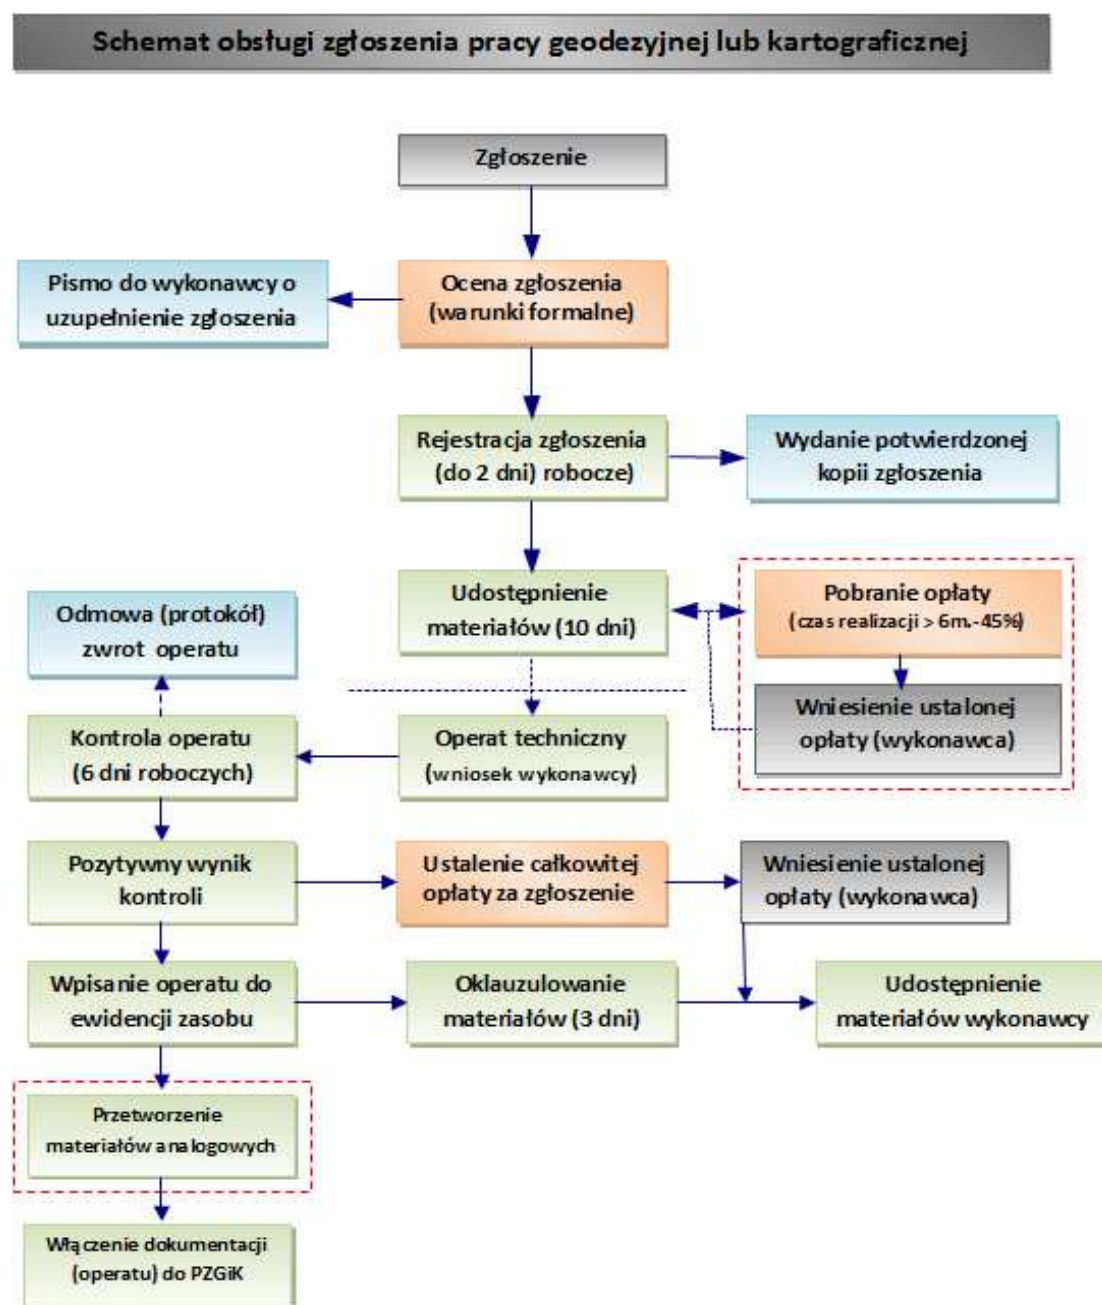 Schemat obsługi zgłoszenia pracy geodezyjnej lub kartograficznej
Zgłoszenie
Pismo do wykonawcy o
uzupełnienie zgłoszenia
Ocena zgłoszenia
(warunki formalne)
Rejestracja zgłoszenia
(do 2 dni) robocze)
Wydanie potwierdzonej
kopii zgłoszenia
Udostępnienie
materiałów (10 dni)
Pobranie opłaty
(czas realizacji > 6m.-45%)
Odmowa (protokół)
zwrot operatu
Wniesienie ustalonej
opłaty (wykonawca)
Kontrola operatu
(6 dni roboczych)
Operat techniczny
(wniosek wykonawcy)
Pozytywny wynik
kontroli
Ustalenie całkowitej
opłaty za zgłoszenie
Wniesienie ustalonej
opłaty (wykonawca)
Wpisanie operatu do
ewidencji zasobu
Oklauzulowanie
materiałów (3 dni)
Udostępnienie
materiałów wykonawcy
Przetworzenie
materiałów analogowych
Włączenie dokumentacji
(operatu) do PZGiK